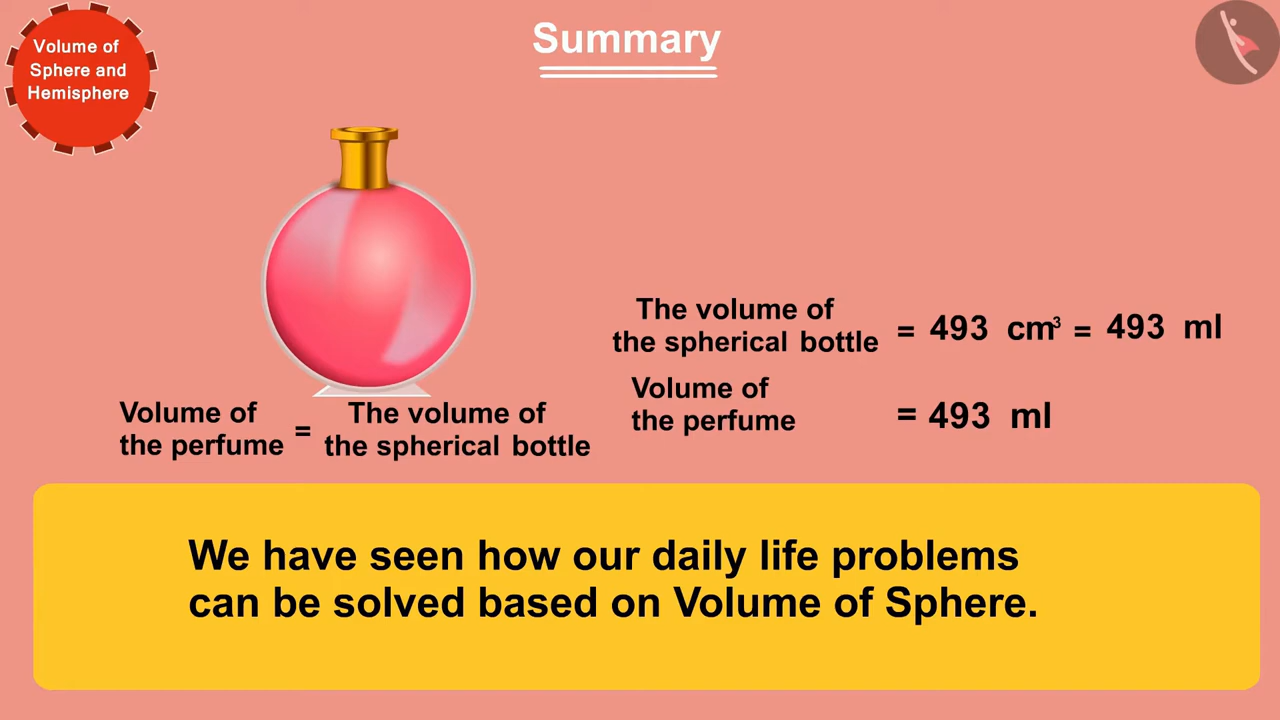 Volume of
Sphere and
Hemisphere
Summary
The volume of
the spherical bottle = 493 cm³ = 493 ml
Volume of
the perfume = 493 ml
Volume of
the perfume = The volume of
the spherical bottle
We have seen how our daily life problems
can be solved based on Volume of Sphere.